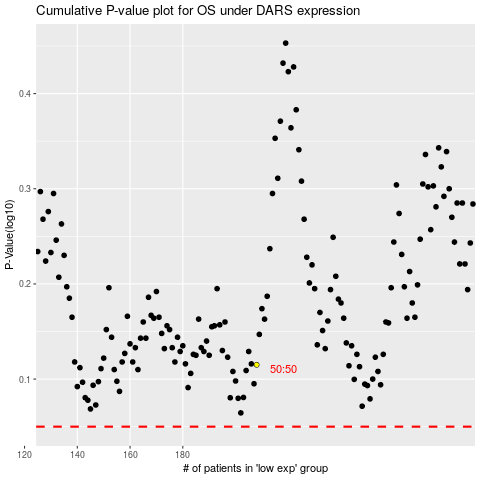 Cumulative P-value plot for OS under DARS expression
P-Value(log10)
0.4
0.3
0.2
0.1
50:50
120 140 160 180
# of patients in 'low exp' group